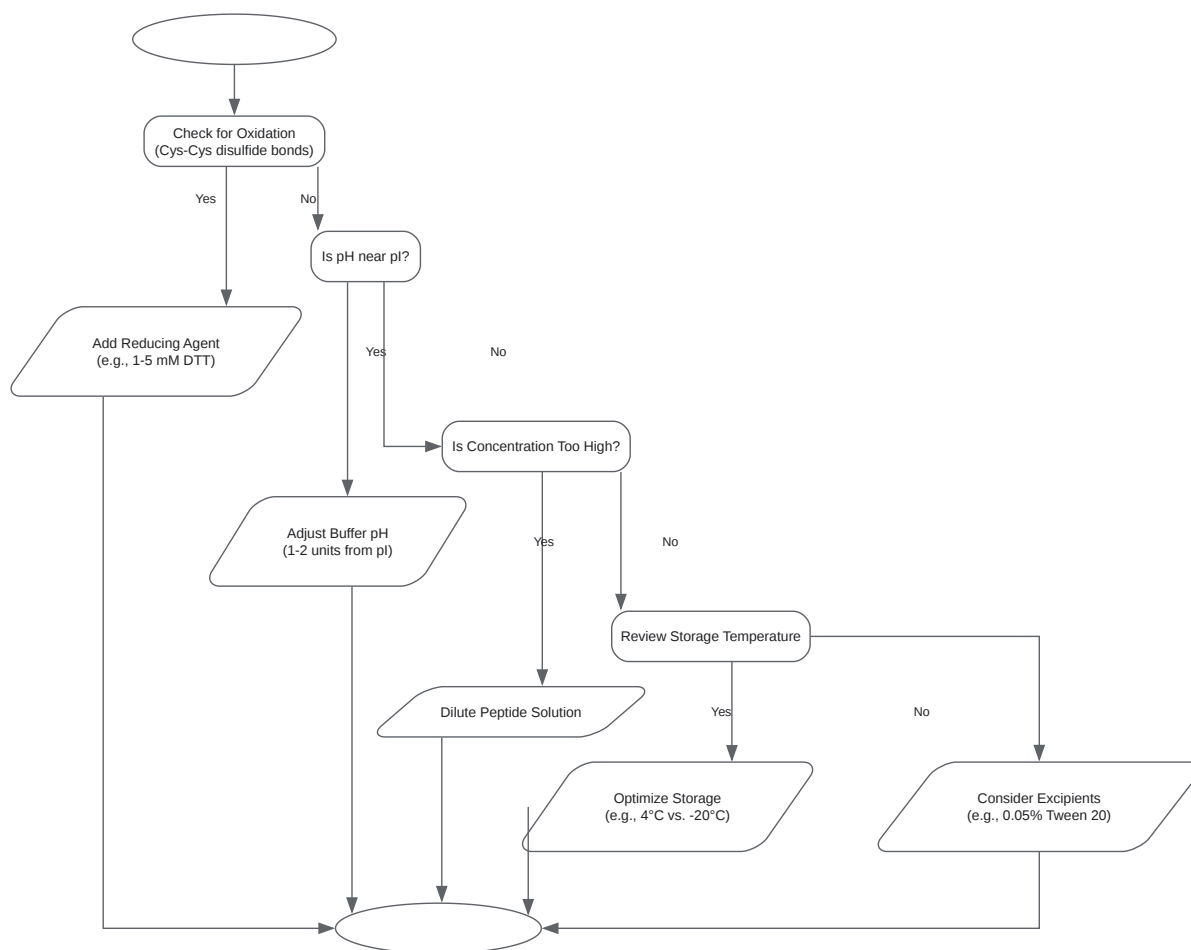 Check for Oxidation
(Cys-Cys disulfide bonds)
Yes
No
Is pH near pI?
Add Reducing Agent
(e.g., 1-5 mM DTT)
Yes
No
Is Concentration Too High?
Adjust Buffer pH
(1-2 units from pI)
Yes
No
Review Storage Temperature
Dilute Peptide Solution
Yes
No
Optimize Storage
(e.g., 4°C vs. -20°C)
Consider Excipients
(e.g., 0.05% Tween 20)